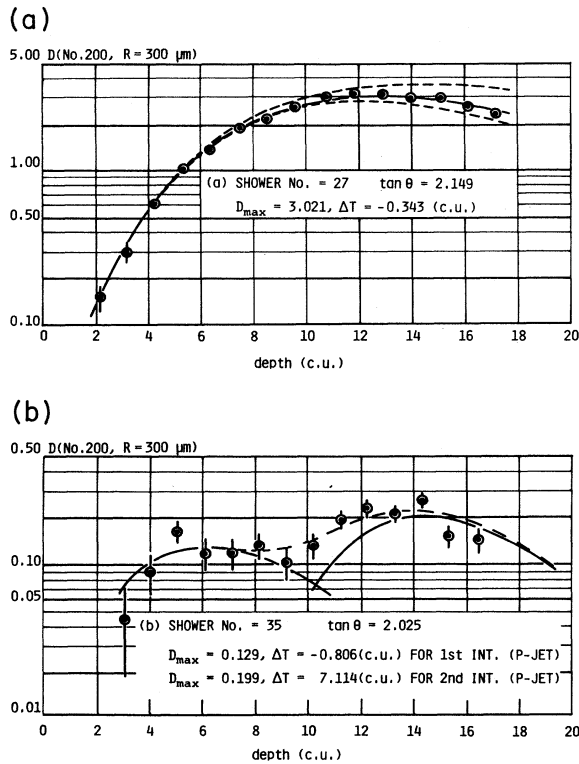 (a)
5.00 D(No.200, R = 300 μm)
1.00
0.50
0.10
(a) SHOWER No. = 27 tan θ = 2.149
Dmax = 3.021, ΔT = -0.343 (c.u.)
0 2 4 6 8 10 12 14 16 18 20
depth (c.u.)
(b)
0.50 D(No.200, R = 300 μm)
0.10
0.05
0.01
(b) SHOWER No. = 35 tan θ = 2.025
Dmax = 0.129, ΔT = -0.806(c.u.) FOR 1st INT. (P-JET)
Dmax = 0.199, ΔT = 7.114(c.u.) FOR 2nd INT. (P-JET)
0 2 4 6 8 10 12 14 16 18 20
depth (c.u.)